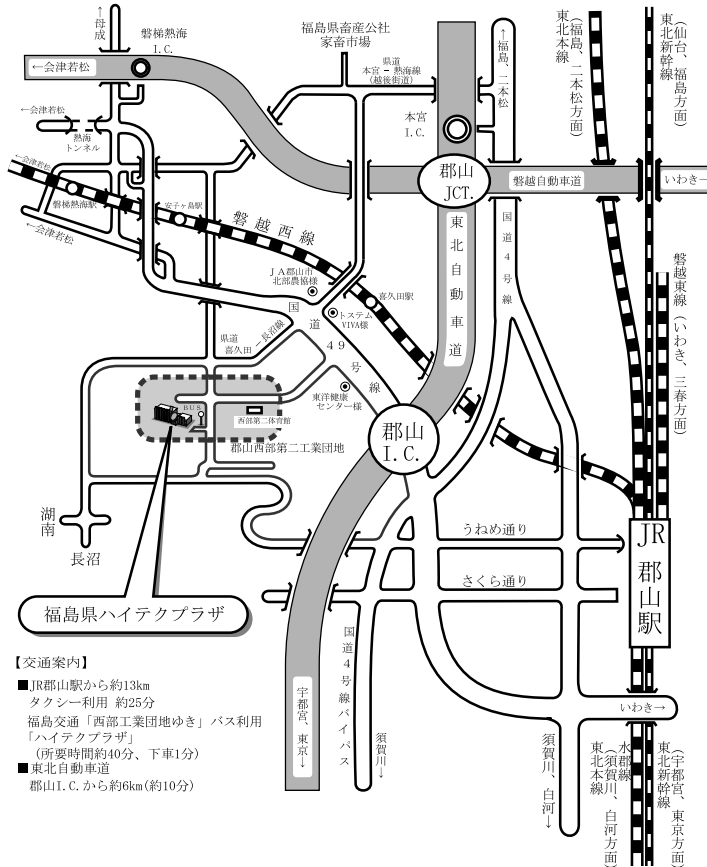 ←母成
磐梯熱海
I.C.
←会津若松
福島県畜産公社
家畜市場
県道
本宮－熱海線
(越後街道)
←福島、二本松
(福島、二本松方面)
東北本線
(仙台、福島方面)
東北新幹線
←会津若松
熱海
トンネル
本宮
I.C.
郡山
JCT.
磐越自動車道
いわき→
←会津若松
磐梯熱海駅
安子ヶ島駅
←会津若松
磐越西線
東北自動車道
国道4号線
磐越東線(いわき、三春方面)
ＪＡ郡山市
北部農協様
喜久田駅
トステム
VIVA様
国道49号線
県道
喜久田－長沼線
東洋健康
センター様
BUS
西部第二体育館
郡山西部第二工業団地
郡山
I.C.
湖南
長沼
うねめ通り
さくら通り
JR
郡山駅
福島県ハイテクプラザ
国道4号線バイパス
宇都宮、東京→
須賀川→
須賀川、白河→
いわき→
水郡線
(須賀川、白河方面)
東北本線
(宇都宮、東京方面)
東北新幹線
【交通案内】
■JR郡山駅から約13km
タクシー利用 約25分
福島交通「西部工業団地ゆき」バス利用
「ハイテクプラザ」
(所要時間約40分、下車1分)
■東北自動車道
郡山I.C.から約6km(約10分)